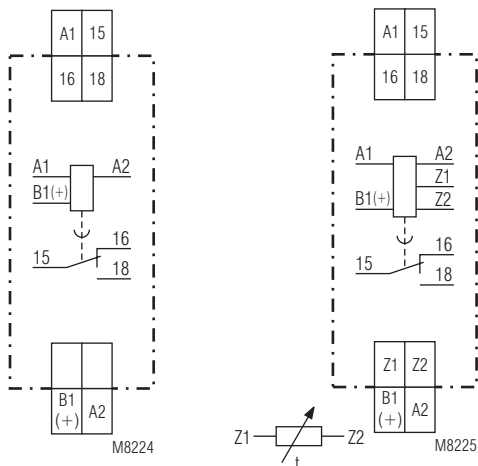 A1 15
16 18
A1 A2
B1(+)
15 16
18
B1 (+) A2
M8224
A1 15
16 18
A1 A2
Z1
B1(+) Z2
15 16
18
Z1 Z2
B1 (+) A2
M8225
Z1 Z2
t